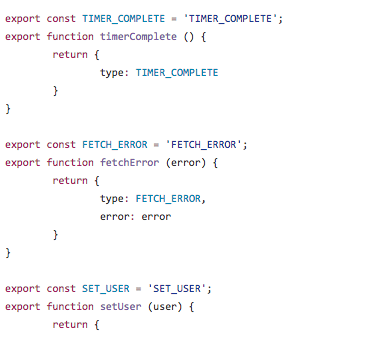 export const TIMER_COMPLETE = 'TIMER_COMPLETE';
export function timerComplete () {
        return {
                type: TIMER_COMPLETE
        }
}

export const FETCH_ERROR = 'FETCH_ERROR';
export function fetchError (error) {
        return {
                type: FETCH_ERROR,
                error: error
        }
}

export const SET_USER = 'SET_USER';
export function setUser (user) {
        return {